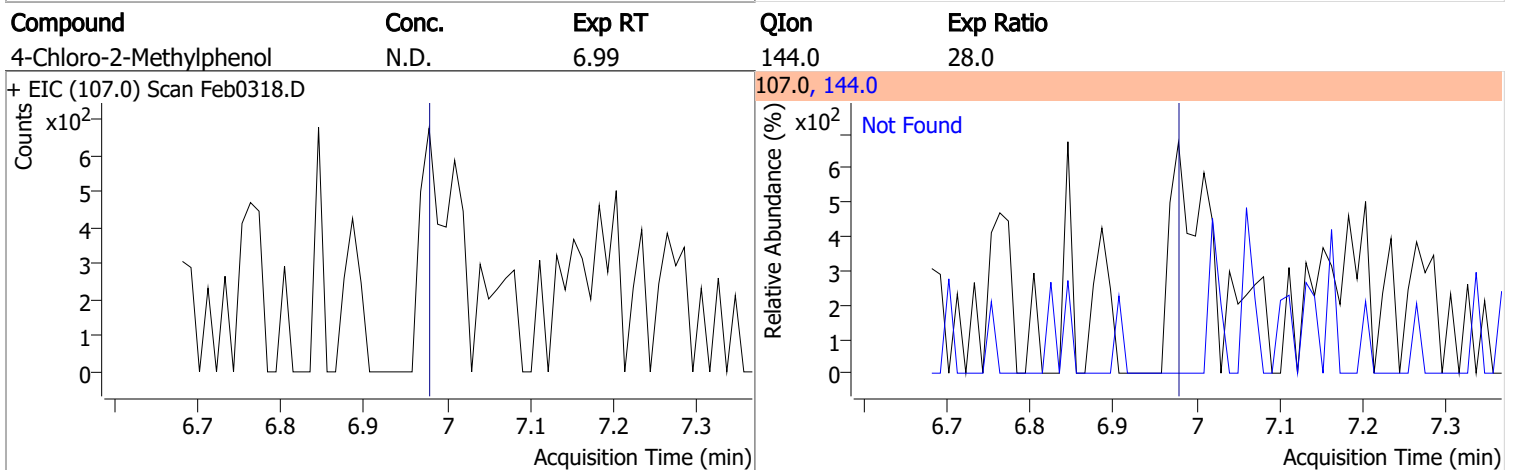 Compound Conc. Exp RT QIon Exp Ratio
4-Chloro-2-Methylphenol N.D. 6.99 144.0 28.0
+ EIC (107.0) Scan Feb0318.D
Counts
x10²
6
5
4
3
2
1
0
6.7 6.8 6.9 7 7.1 7.2 7.3
Acquisition Time (min)
107.0, 144.0
Relative Abundance (%)
x10²
Not Found
6
5
4
3
2
1
0
6.7 6.8 6.9 7 7.1 7.2 7.3
Acquisition Time (min)